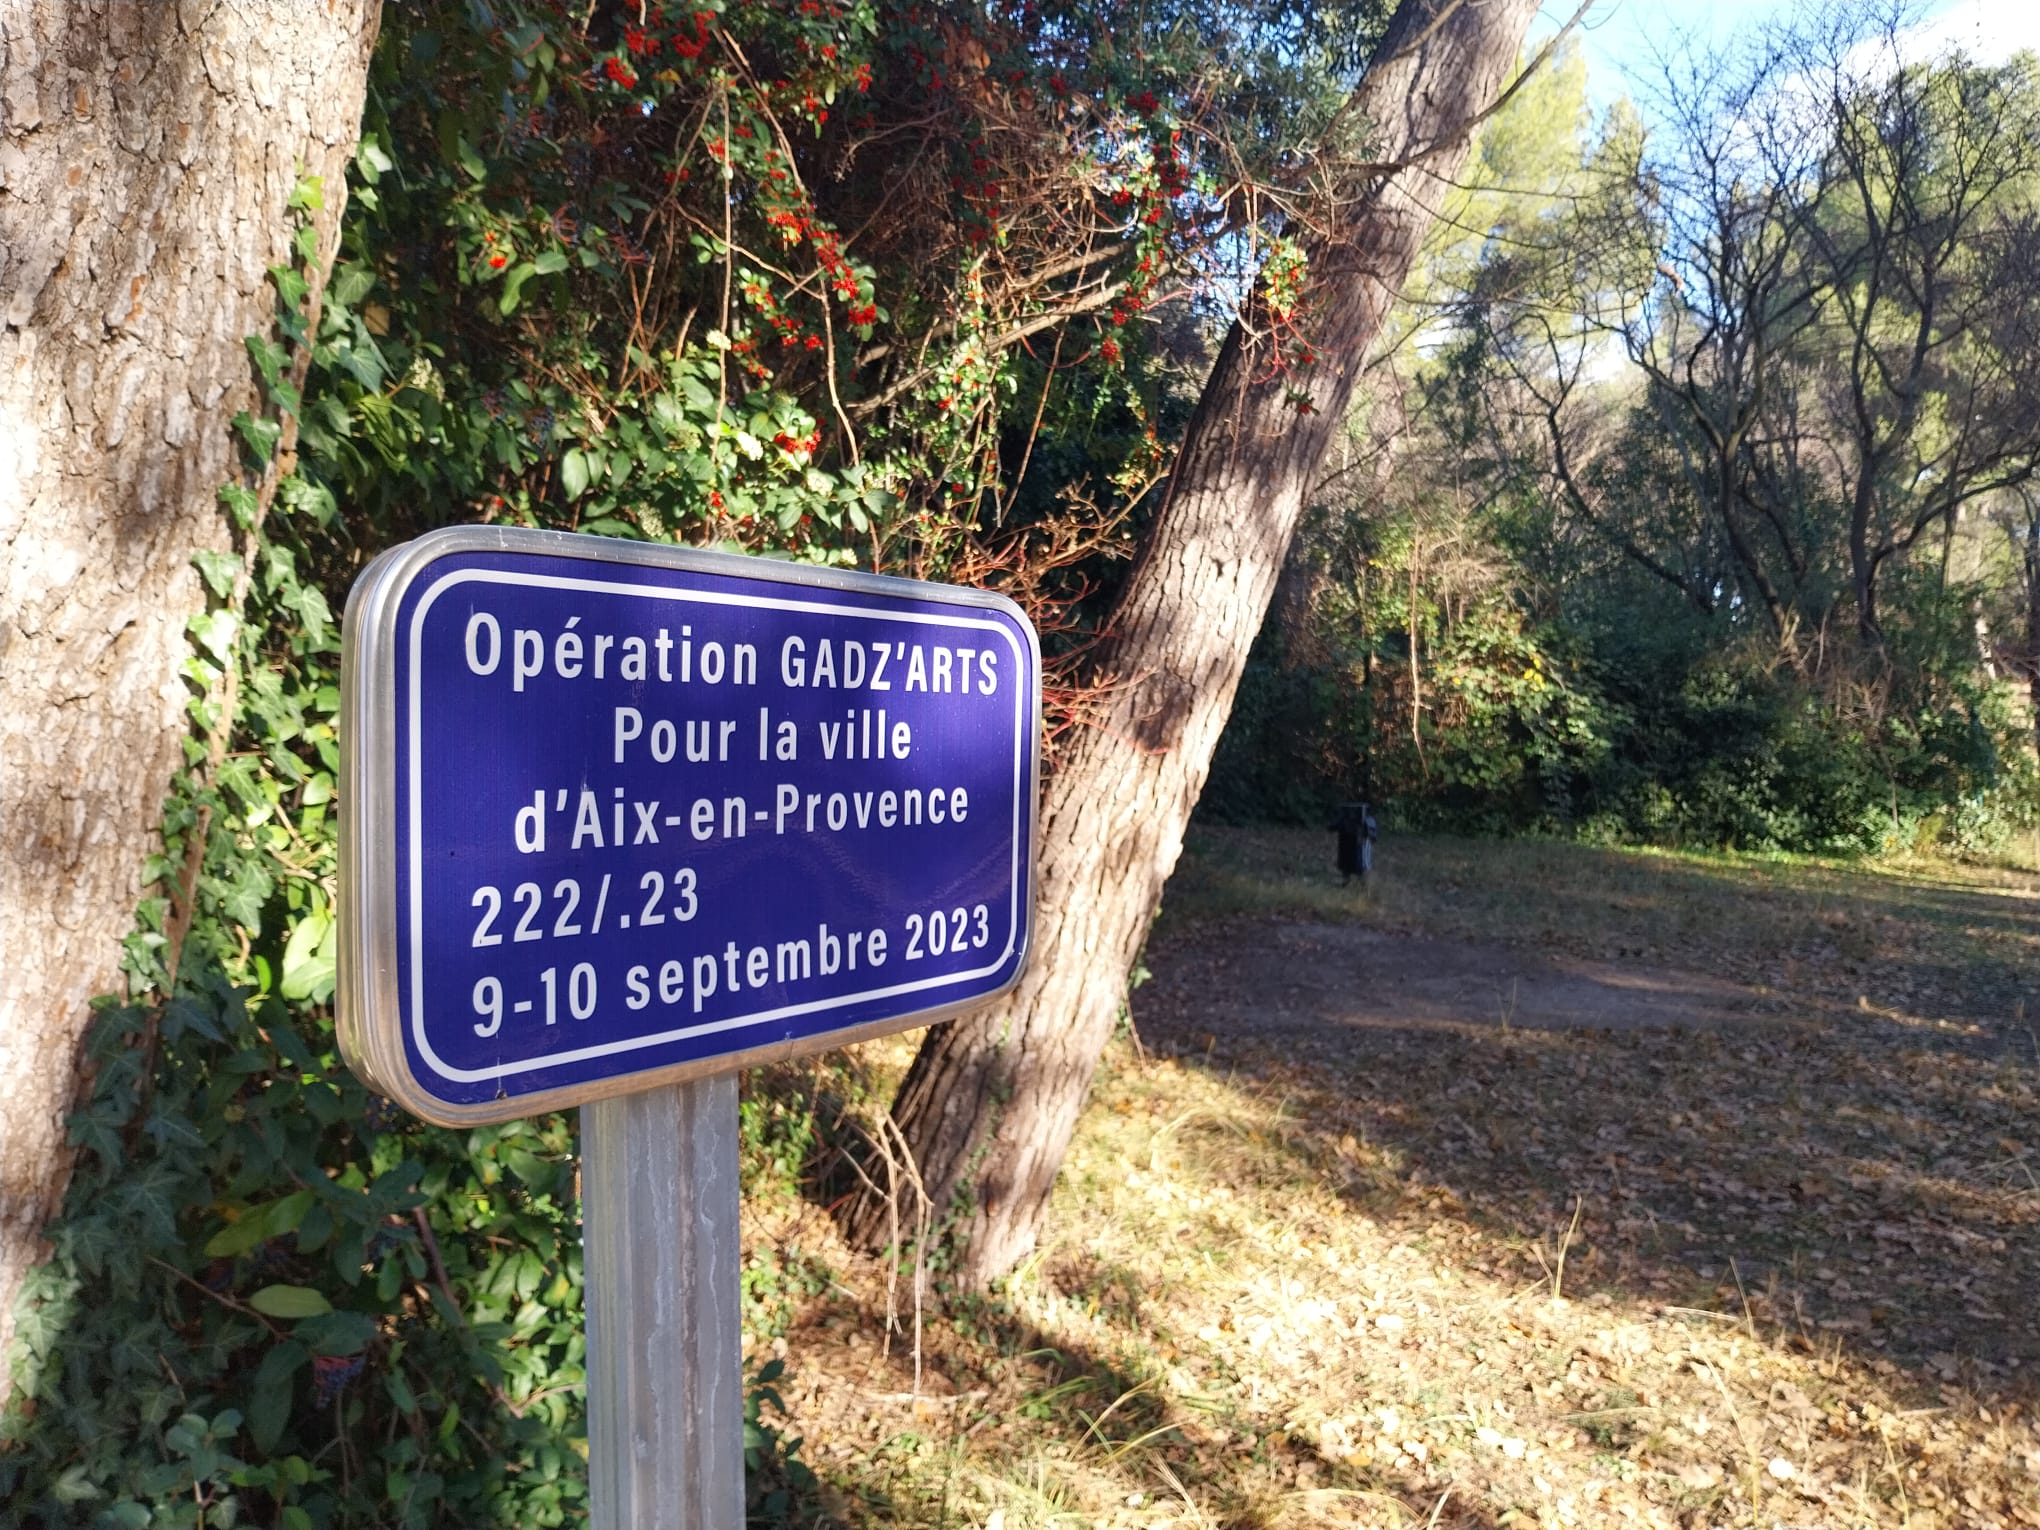 Opération GADZ'ARTS
Pour la ville
d'Aix-en-Provence
222/.23
9-10 septembre 2023